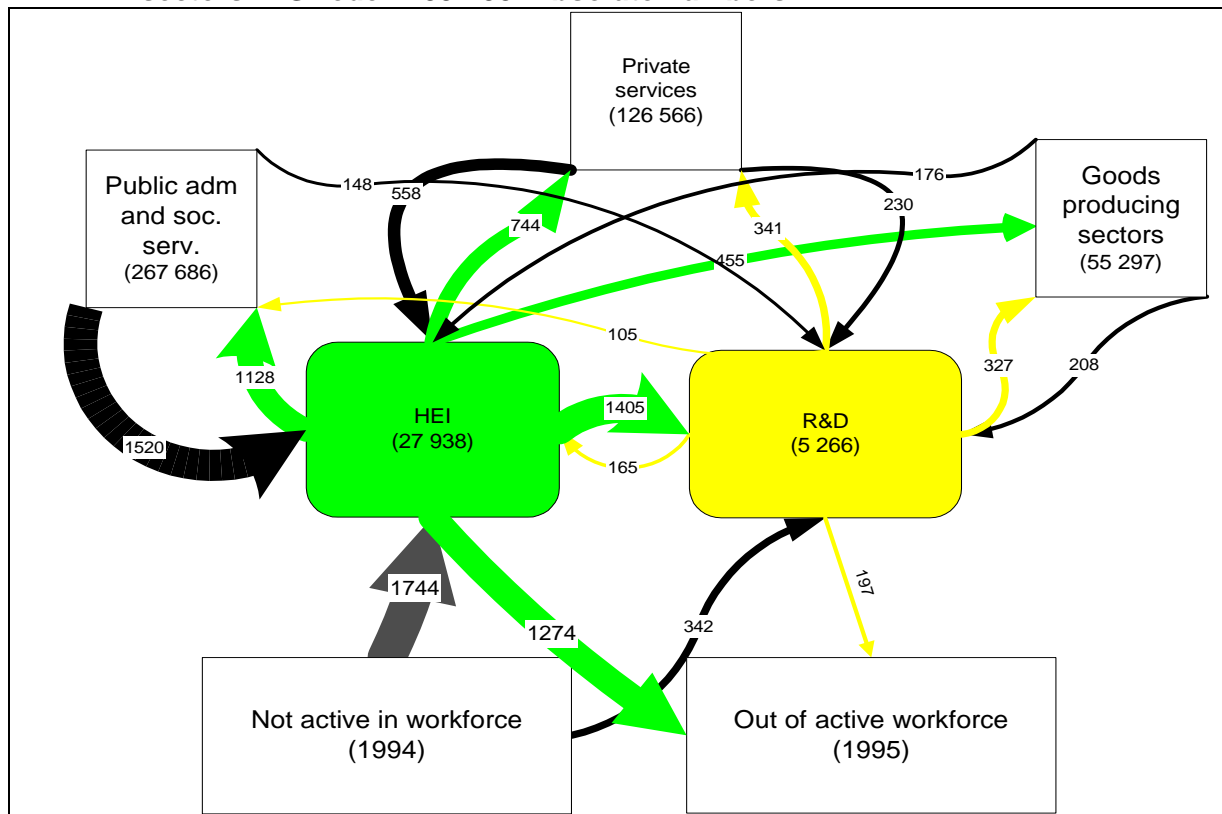 Private
services
(126 566)
Public adm
and soc.
serv.
(267 686)
Goods
producing
sectors
(55 297)
148
558
176
744
341
230
455
105
1128
327
208
HEI
(27 938)
1405
R&D
(5 266)
1520
165
1744
197
1274
342
Not active in workforce
(1994)
Out of active workforce
(1995)